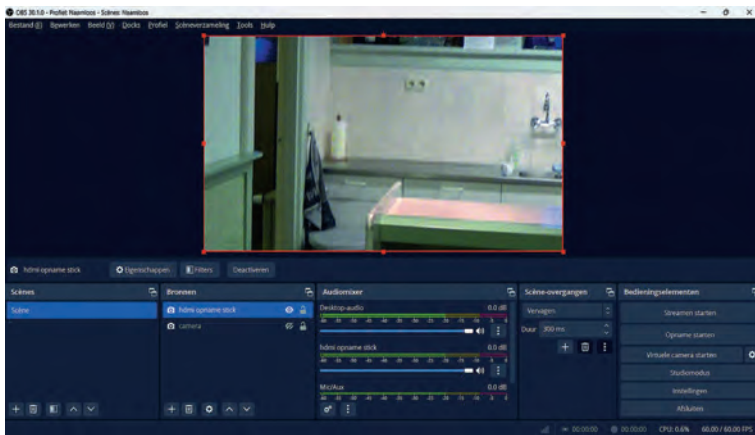 OBS 30.1.0 - Profiel: Naamloos - Scènes: Naamloos
Bestand (F) Bewerken Beeld (V) Docks Profiel Scèneverzameling Tools Hulp
hdmi opname stick Eigenschappen Filters Deactiveren
Scènes Bronnen Audiomixer Scène-overgangen Bedieningselementen
Scène
hdmi opname stick
camera
Desktop-audio 0.0 dB
hdmi opname stick 0.0 dB
Mic/Aux 0.0 dB
Vervagen
Duur 300 ms
Streamen starten
Opname starten
Virtuele camera starten
Studiomodus
Instellingen
Afsluiten
00:00:00 00:00:00 CPU: 0.6% 60.00 / 60.00 FPS